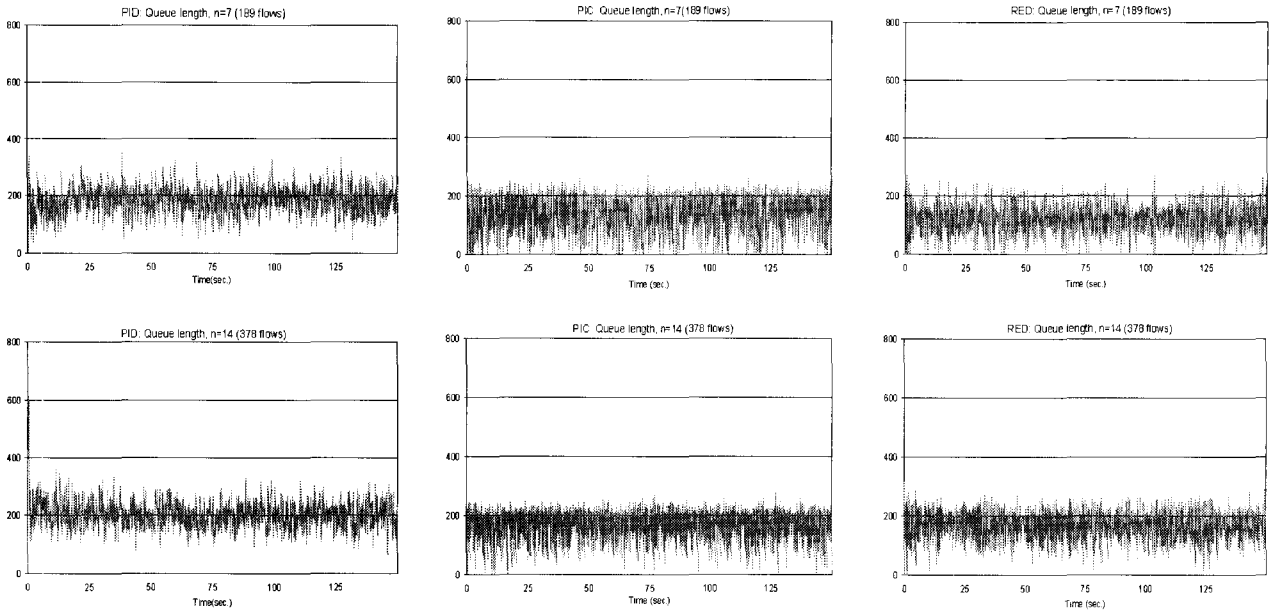 PID: Queue length, n=7 (189 flows)
800
600
400
200
0
0 25 50 75 100 125
Time(sec.)
PIC Queue length, n=7(189 flows)
800
600
400
200
0
0 25 50 75 100 125
Time (sec.)
RED: Queue length, n=7 (189 flows)
800
600
400
200
0
0 25 50 75 100 125
Time (sec.)
PID: Queue length, n=14 (378 flows)
800
600
400
200
0
0 25 50 75 100 125
Time(sec.)
PIC Queue length, n=14 (378 flows)
800
600
400
200
0
0 25 50 75 100 125
Time (sec.)
RED: Queue length, n=14 (378 flows)
800
600
400
200
0
0 25 50 75 100 125
Time (sec.)